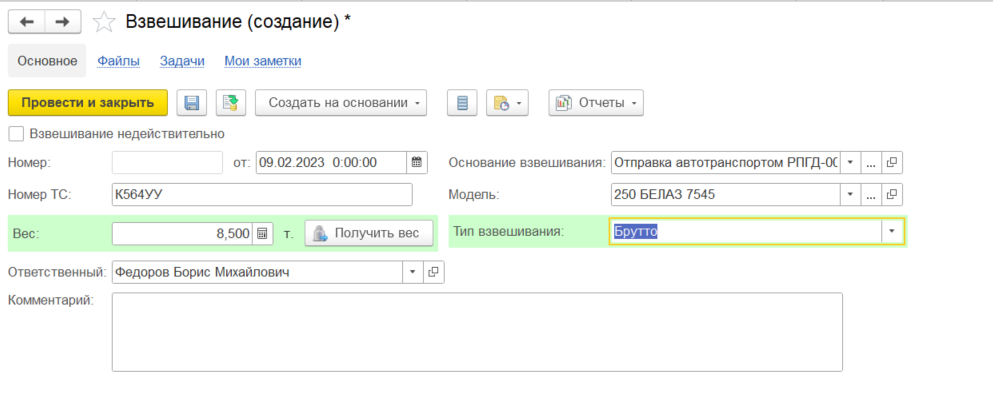 Взвешивание (создание) *
Основное Файлы Задачи Мои заметки
Провести и закрыть Создать на основании Отчеты
Взвешивание недействительно
Номер: от: 09.02.2023 0:00:00 Основание взвешивания: Отправка автотранспортом РПГД-00 ...
Номер ТС: К564УУ Модель: 250 БЕЛАЗ 7545 ...
Вес: 8,500 т. Получить вес Тип взвешивания: Брутто
Ответственный: Федоров Борис Михайлович
Комментарий: